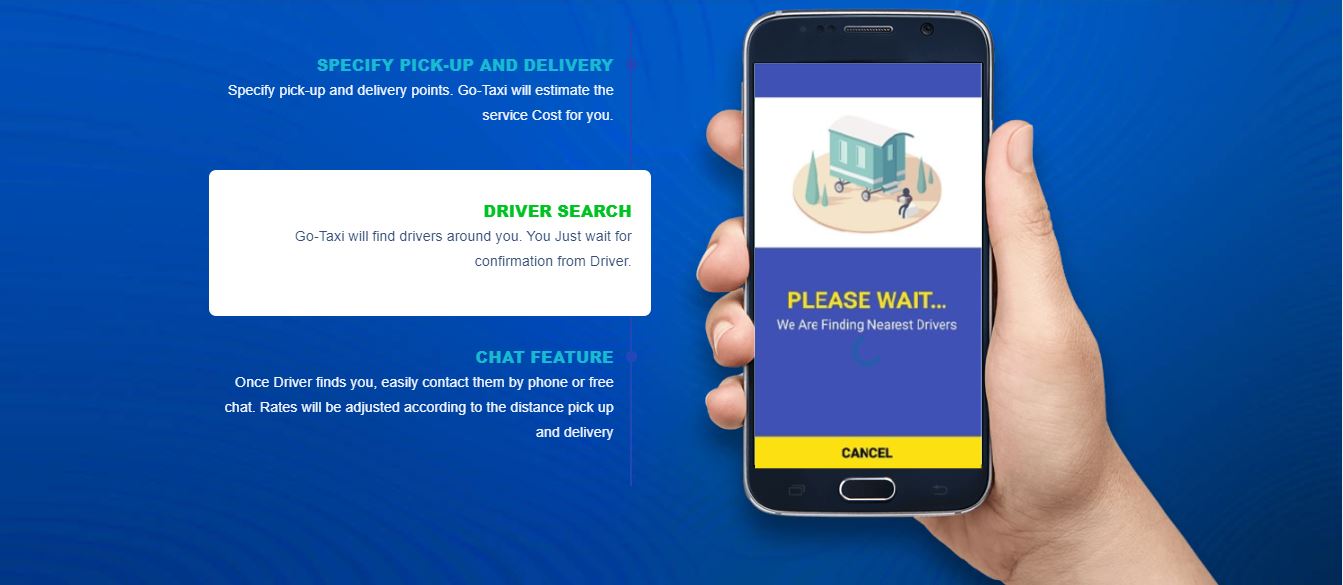 SPECIFY PICK-UP AND DELIVERY
Specify pick-up and delivery points. Go-Taxi will estimate the
service Cost for you.
DRIVER SEARCH
Go-Taxi will find drivers around you. You Just wait for
confirmation from Driver.
CHAT FEATURE
Once Driver finds you, easily contact them by phone or free
chat. Rates will be adjusted according to the distance pick up
and delivery
PLEASE WAIT...
We Are Finding Nearest Drivers
CANCEL